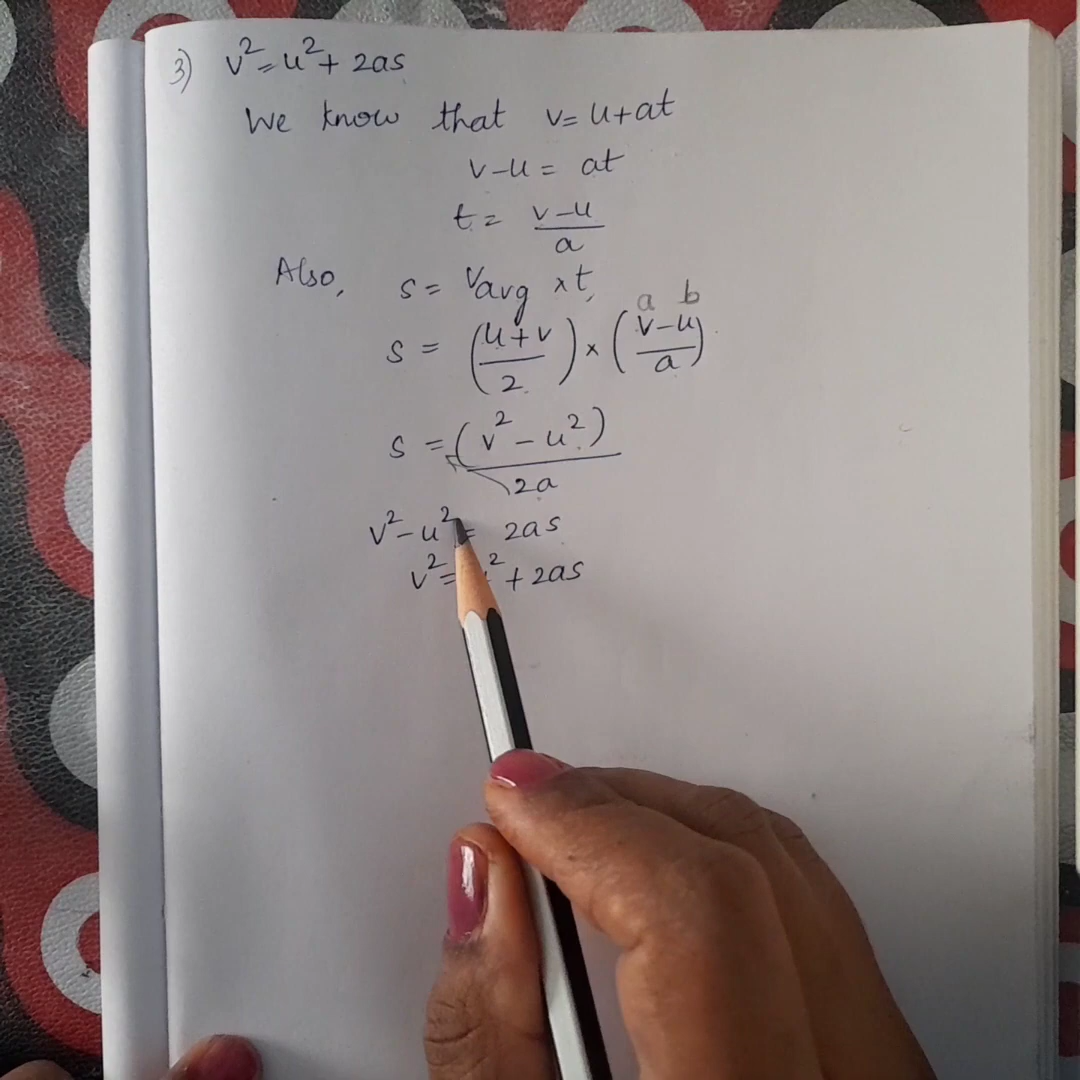 3) v²=u²+2as
We know that v=u+at
v-u = at
t= (v-u)/a
Also, s= Vavg ×t
a b
s = ((u+v)/2) × ((v-u)/a)
s = (v²-u²)/2a
v²-u²= 2as
v²= ²+2as